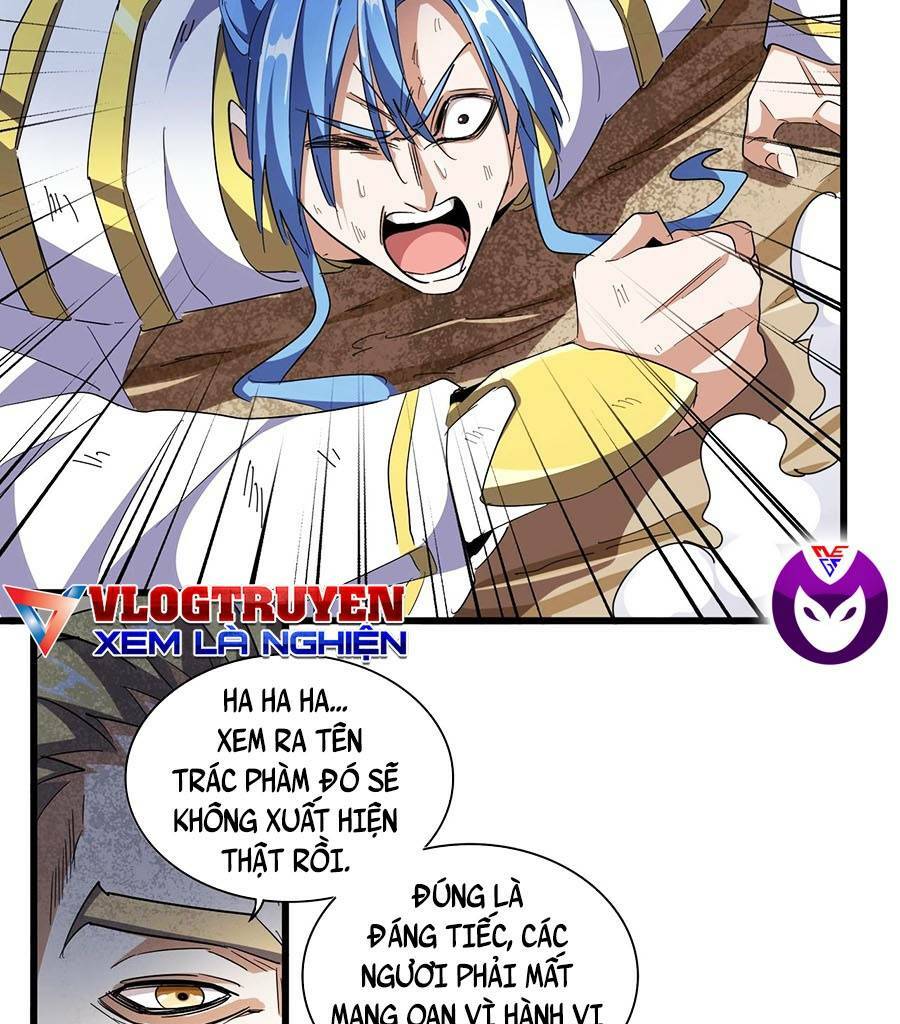 VLOGTRUYEN
XEM LÀ NGHIỆN
HA HA HA...
XEM RA TÊN
TRÁC PHÀM ĐÓ SẼ
KHÔNG XUẤT HIỆN
THẬT RỒI.
ĐÚNG LÀ
ĐÁNG TIẾC, CÁC
NGƯƠI PHẢI MẤT
MẠNG OAN VÌ HÀNH VI